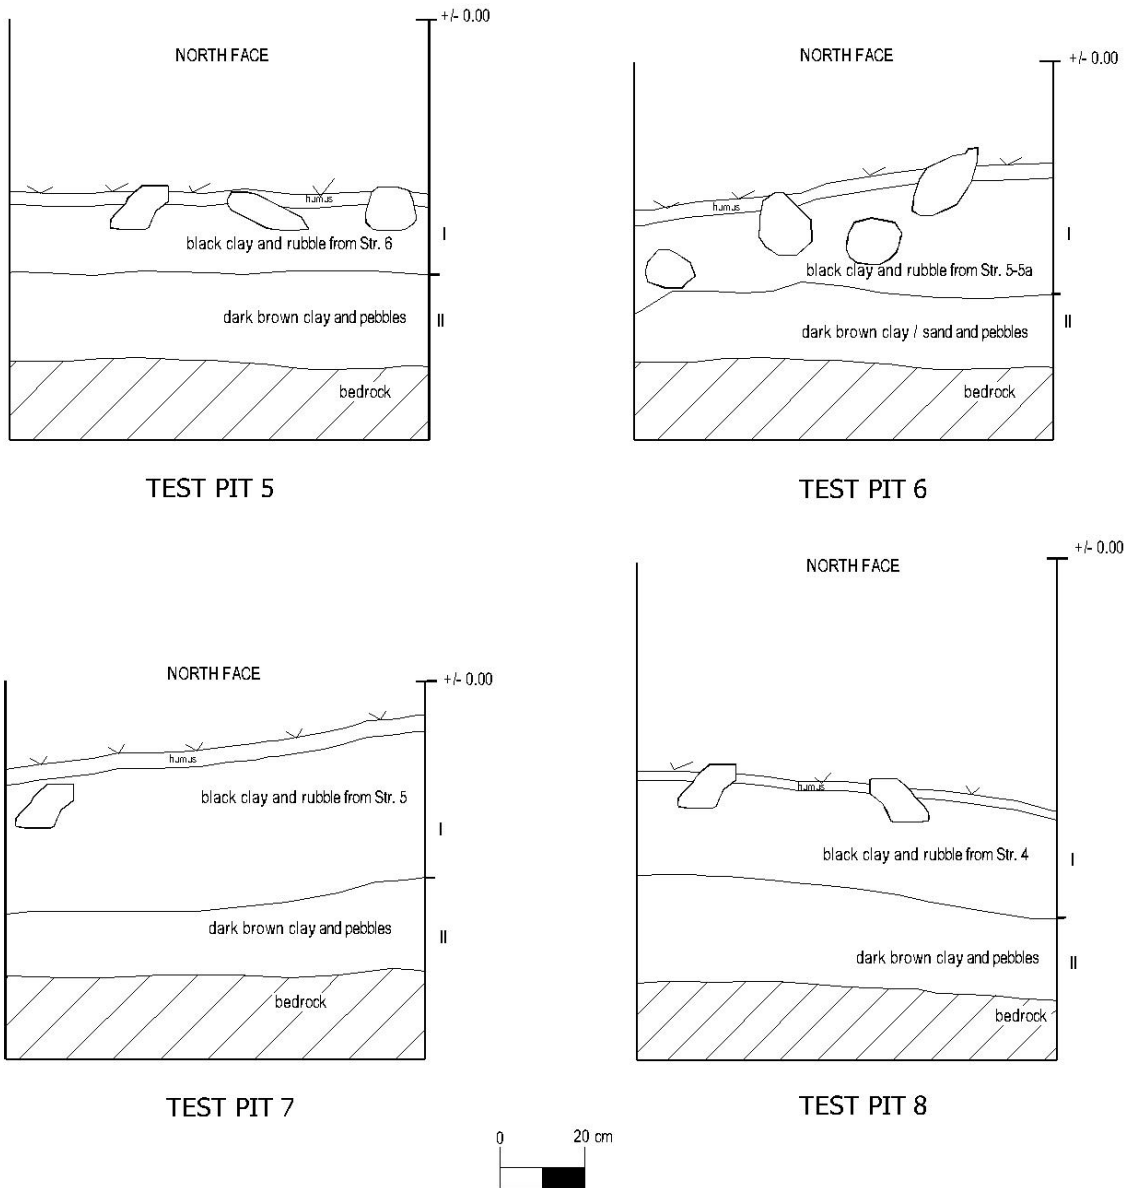 +/- 0.00
NORTH FACE
humus
I
black clay and rubble from Str. 6
dark brown clay and pebbles
II
bedrock
TEST PIT 5
+/- 0.00
NORTH FACE
humus
I
black clay and rubble from Str. 5-5a
dark brown clay / sand and pebbles
II
bedrock
TEST PIT 6
NORTH FACE
+/- 0.00
humus
black clay and rubble from Str. 5
I
dark brown clay and pebbles
II
bedrock
TEST PIT 7
+/- 0.00
NORTH FACE
humus
black clay and rubble from Str. 4
I
dark brown clay and pebbles
II
bedrock
TEST PIT 8
0 20 cm